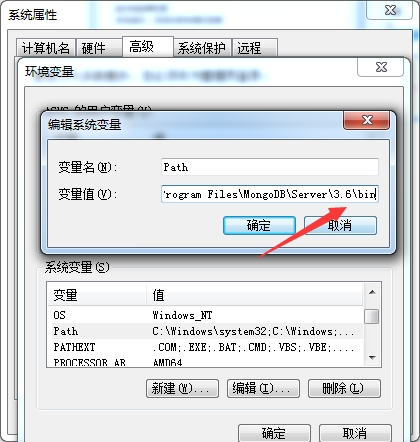 系统属性
计算机名 硬件 高级 系统保护 远程
环境变量
的用户变量(U)
编辑系统变量
变量名(N): Path
变量值(V): rogram Files\MongoDB\Server\3.6\bin
确定 取消
系统变量(S)
变量 值
OS Windows_NT
Path C:\Windows\system32;C:\Windows;...
PATHEXT .COM;.EXE;.BAT;.CMD;.VBS;.VBE;....
PROCESSOR_AR AMD64
新建(W)... 编辑(I)... 删除(L)
确定 取消